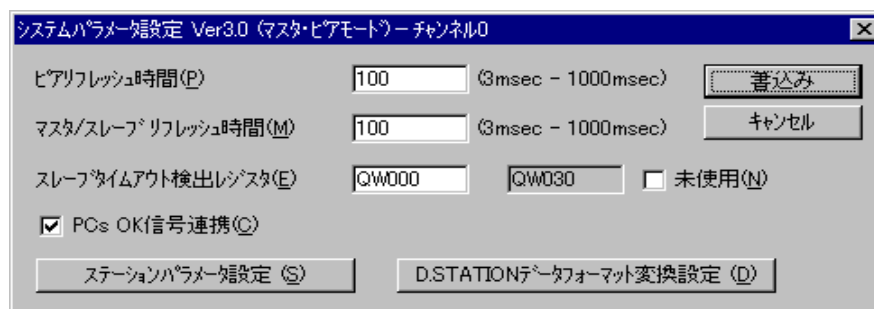 システムパラメータ設定 Ver3.0 (マスタ・ピアモード) − チャンネル0
ピアリフレッシュ時間(P) 100 (3msec − 1000msec) 書込み
マスタ/スレーブリフレッシュ時間(M) 100 (3msec − 1000msec) キャンセル
スレーブタイムアウト検出レジスタ(E) QW000 QW030 未使用(N)
PCs OK信号連携(C)
ステーションパラメータ設定 (S) D.STATIONデータフォーマット変換設定 (D)